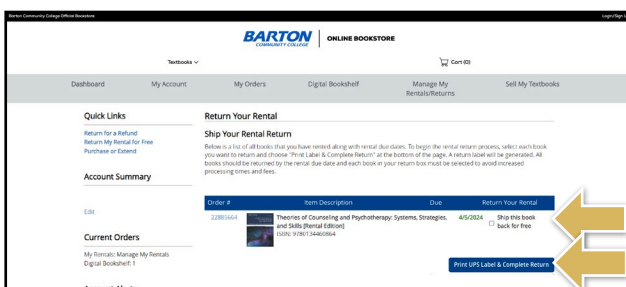 Barton Community College Official Bookstore
Login/Sign
BARTON
COMMUNITY COLLEGE
ONLINE BOOKSTORE
Textbooks
Cart (0)
Dashboard
My Account
My Orders
Digital Bookshelf
Manage My
Rentals/Returns
Sell My Textbooks
Quick Links
Return for a Refund
Return My Rental for Free
Purchase or Extend
Account Summary
Edit
Current Orders
My Rentals: Manage My Rentals
Digital Bookshelf: 1
Return Your Rental
Ship Your Rental Return
Below is a list of all books that you have rented along with rental due dates. To begin the rental return process, select each book
you want to return and choose "Print Label & Complete Return" at the bottom of the page. A return label will be generated. All
books should be returned by the rental due date and each book in your return box must be selected to avoid increased
processing times and fees.
Order # Item Description Due Return Your Rental
Theories of Counseling and Psychotherapy: Systems, Strategies, 4/5/2024 Ship this book
and Skills [Rental Edition] back for free
ISBN: 9780134460864
Print UPS Label & Complete Return